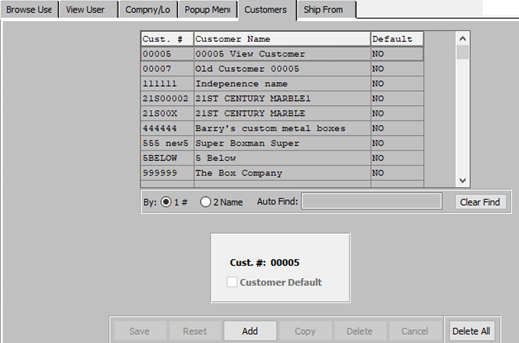 Browse Use View User Compny/Lo Popup Menu Customers Ship From
Cust. # Customer Name Default
00005 00005 View Customer NO
00007 Old Customer 00005 NO
111111 Indepenence name NO
21S00002 21ST CENTURY MARBLE1 NO
21S00X 21ST CENTURY MARBLE NO
444444 Barry's custom metal boxes NO
555 new5 Super Boxman Super NO
5BELOW 5 Below NO
999999 The Box Company NO
By: 1 # 2 Name Auto Find: Clear Find
Cust. #: 00005
Customer Default
Save Reset Add Copy Delete Cancel Delete All